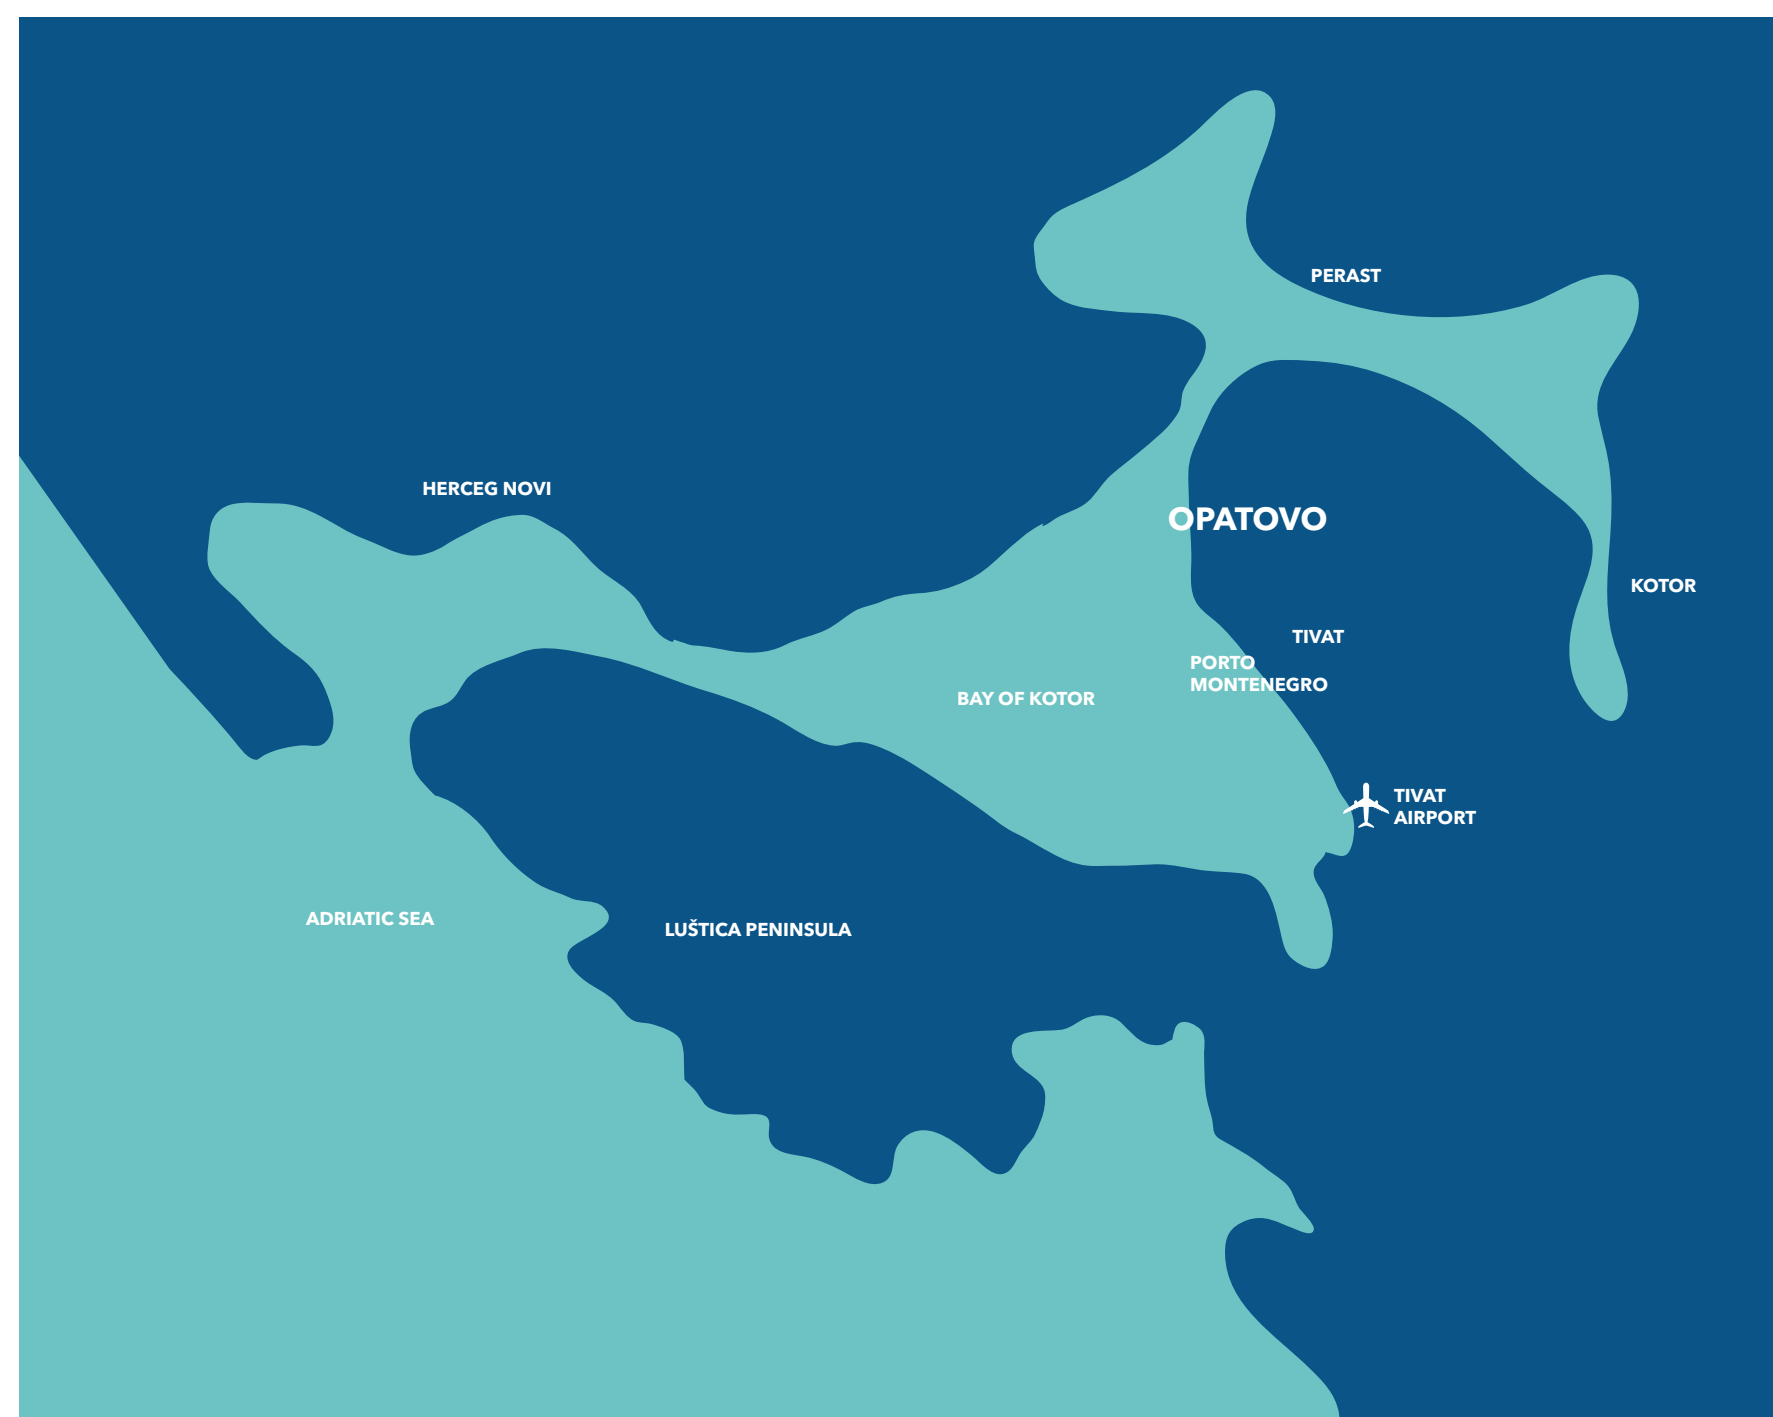 PERAST
HERCEG NOVI
OPATOVO
KOTOR
TIVAT
PORTO
MONTENEGRO
BAY OF KOTOR
TIVAT
AIRPORT
ADRIATIC SEA
LUŠTICA PENINSULA